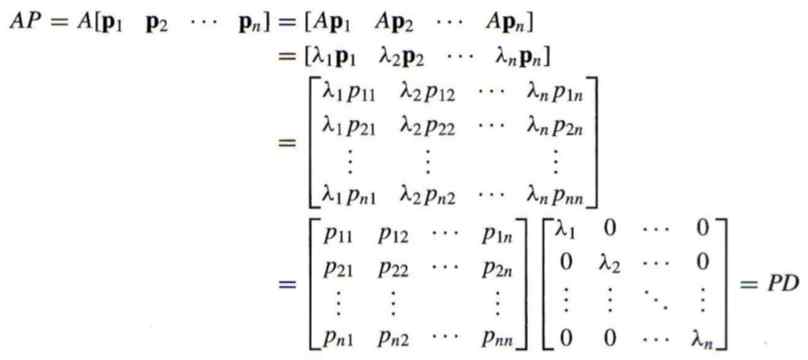 AP = A[p₁ p₂ ⋯ pₙ] = [Ap₁ Ap₂ ⋯ Apₙ]
= [λ₁p₁ λ₂p₂ ⋯ λₙpₙ]
= [λ₁p₁₁ λ₂p₁₂ ⋯ λₙp₁ₙ
λ₁p₂₁ λ₂p₂₂ ⋯ λₙp₂ₙ
⋮ ⋮ ⋮
λ₁pₙ₁ λ₂pₙ₂ ⋯ λₙpₙₙ]
= [p₁₁ p₁₂ ⋯ p₁ₙ] [λ₁ 0 ⋯ 0]
[p₂₁ p₂₂ ⋯ p₂ₙ] [0 λ₂ ⋯ 0] = PD
[⋮ ⋮ ⋮] [⋮ ⋮ ⋱ ⋮]
[pₙ₁ pₙ₂ ⋯ pₙₙ] [0 0 ⋯ λₙ]